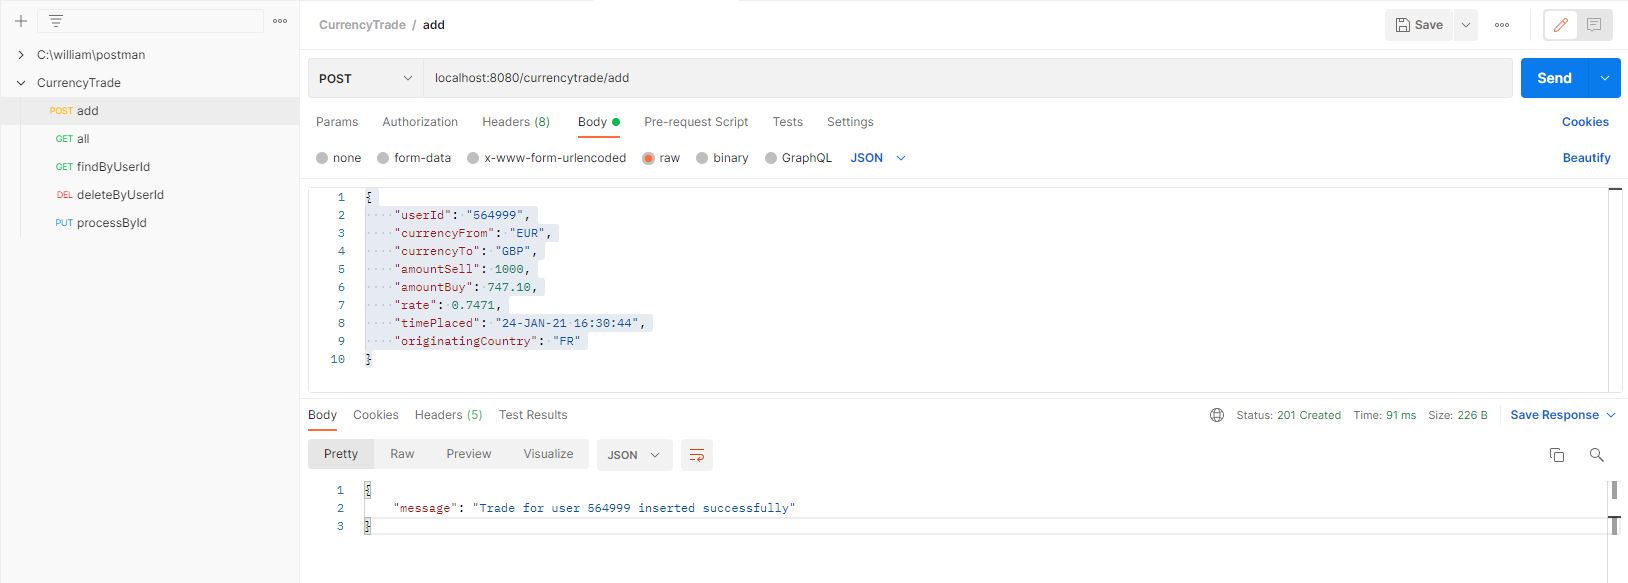 CurrencyTrade / add
Save
C:\william\postman
CurrencyTrade
POST add
GET all
GET findByUserId
DEL deleteByUserId
PUT processById
POST localhost:8080/currencytrade/add Send
Params Authorization Headers (8) Body Pre-request Script Tests Settings Cookies
none form-data x-www-form-urlencoded raw binary GraphQL JSON Beautify
1 {
2 ····"userId":·"564999",
3 ····"currencyFrom":·"EUR",
4 ····"currencyTo":·"GBP",
5 ····"amountSell":·1000,
6 ····"amountBuy":·747.10,
7 ····"rate":·0.7471,
8 ····"timePlaced":·"24-JAN-21·16:30:44",
9 ····"originatingCountry":·"FR"
10 }
Body Cookies Headers (5) Test Results Status: 201 Created Time: 91 ms Size: 226 B Save Response
Pretty Raw Preview Visualize JSON
1 {
2 "message": "Trade for user 564999 inserted successfully"
3 }